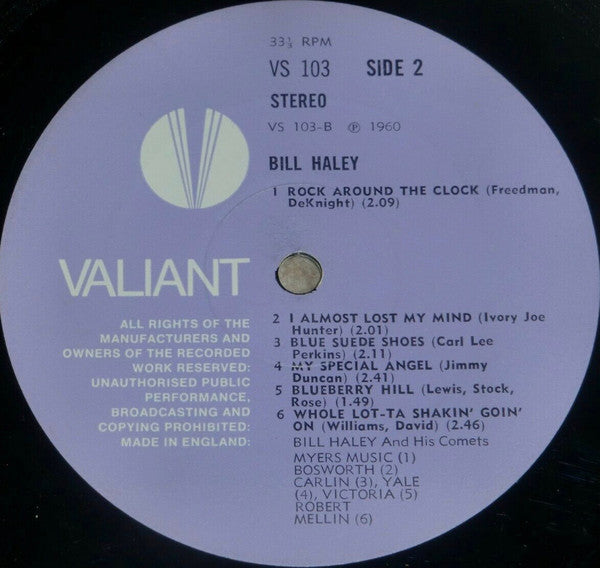 33⅓ RPM
VS 103 SIDE 2
STEREO
VS 103-B ℗ 1960
BILL HALEY
1 ROCK AROUND THE CLOCK (Freedman,
DeKnight) (2.09)
VALIANT
ALL RIGHTS OF THE
MANUFACTURERS AND
OWNERS OF THE RECORDED
WORK RESERVED:
UNAUTHORISED PUBLIC
PERFORMANCE,
BROADCASTING AND
COPYING PROHIBITED:
MADE IN ENGLAND:
2 I ALMOST LOST MY MIND (Ivory Joe
Hunter) (2.01)
3 BLUE SUEDE SHOES (Carl Lee
Perkins) (2.11)
4 MY SPECIAL ANGEL (Jimmy
Duncan) (2.41)
5 BLUEBERRY HILL (Lewis, Stock,
Rose) (1.49)
6 WHOLE LOT-TA SHAKIN' GOIN'
ON (Williams, David) (2.46)
BILL HALEY And His Comets
MYERS MUSIC (1)
BOSWORTH (2)
CARLIN (3), YALE
(4), VICTORIA (5)
ROBERT
MELLIN (6)